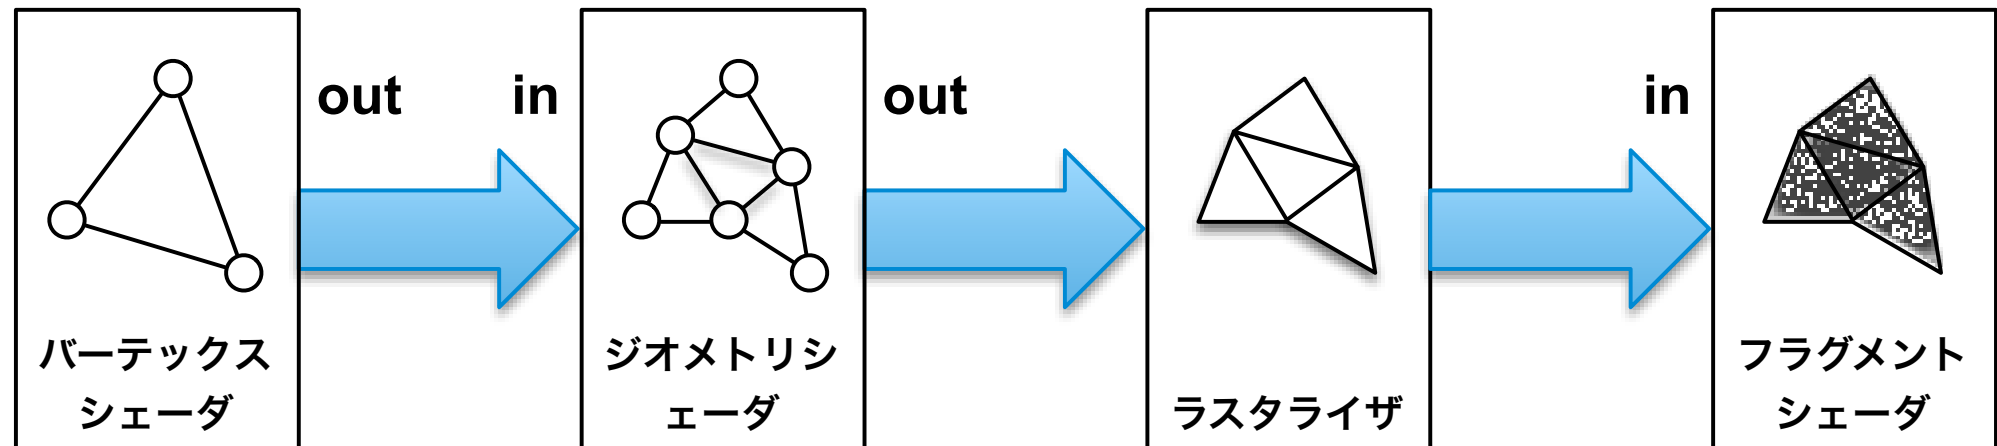 out
in
out
in
バーテックス
シェーダ
ジオメトリシ
ェーダ
ラスタライザ
フラグメント
シェーダ